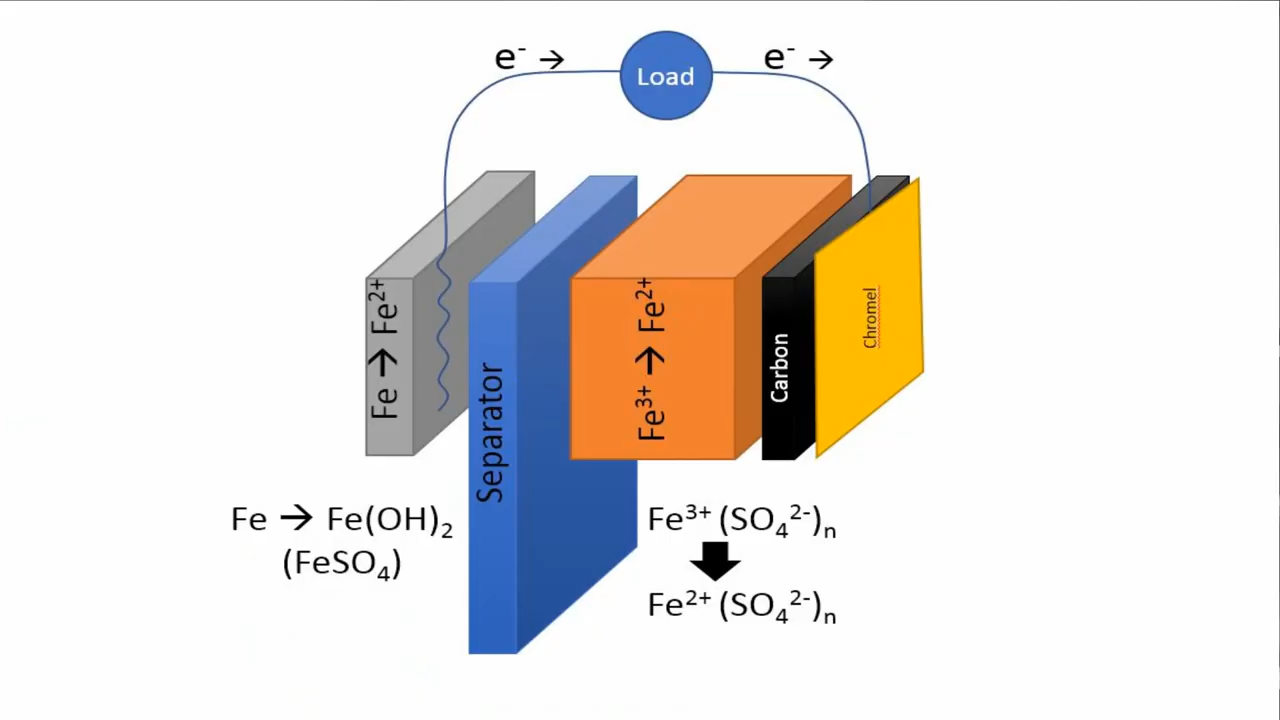 e⁻ →
Load
e⁻ →
Fe → Fe²⁺
Separator
Fe³⁺ → Fe²⁺
Carbon
Chromel
Fe → Fe(OH)₂
(FeSO₄)
Fe³⁺ (SO₄²⁻)ₙ
Fe²⁺ (SO₄²⁻)ₙ